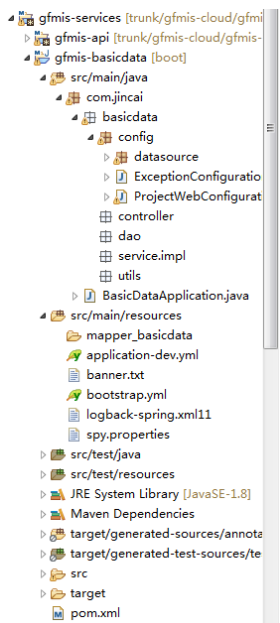 gfmis-services [trunk/gfmis-cloud/gfmi
gfmis-api [trunk/gfmis-cloud/gfmis-
gfmis-basicdata [boot]
src/main/java
com.jincai
basicdata
config
datasource
ExceptionConfiguratio
ProjectWebConfigurat
controller
dao
service.impl
utils
BasicDataApplication.java
src/main/resources
mapper_basicdata
application-dev.yml
banner.txt
bootstrap.yml
logback-spring.xml11
spy.properties
src/test/java
src/test/resources
JRE System Library [JavaSE-1.8]
Maven Dependencies
target/generated-sources/annota
target/generated-test-sources/te
src
target
pom.xml